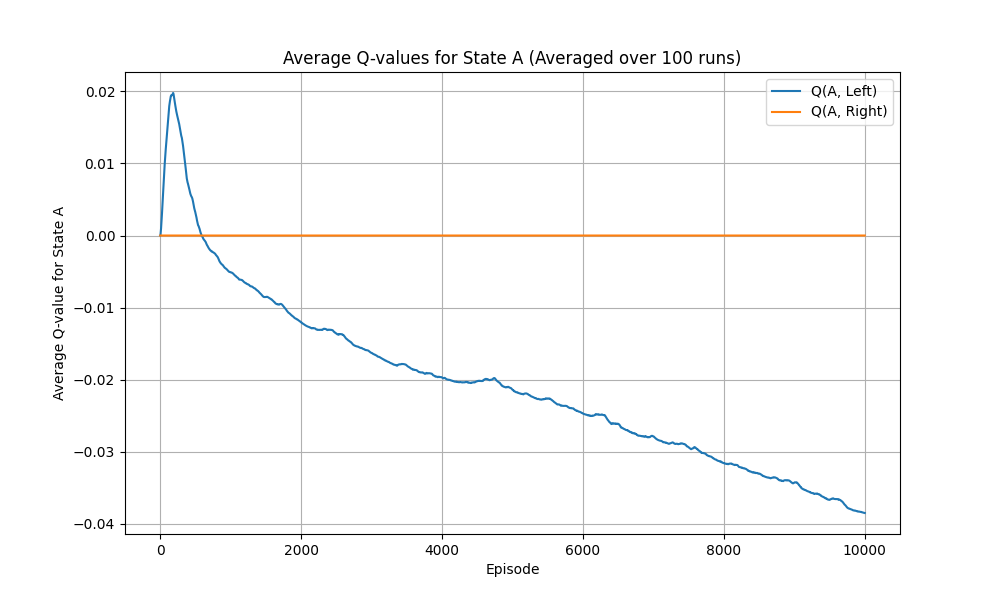 Average Q-values for State A (Averaged over 100 runs)
Q(A, Left)
Q(A, Right)
Average Q-value for State A
0.02
0.01
0.00
−0.01
−0.02
−0.03
−0.04
0 2000 4000 6000 8000 10000
Episode